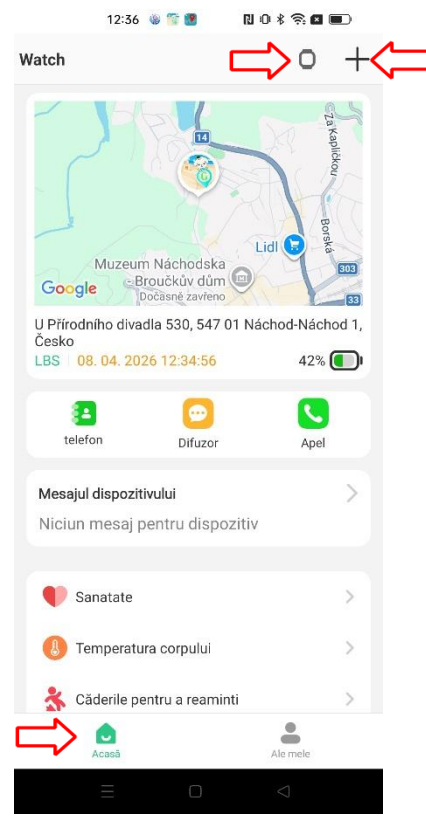 12:36
Watch
14
Za Kapličkou
Borská
Lidl
Muzeum Náchodska
Broučkův dům
Dočasně zavřeno
303
33
Google
U Přírodního divadla 530, 547 01 Náchod-Náchod 1,
Česko
LBS 08. 04. 2026 12:34:56 42%
telefon Difuzor Apel
Mesajul dispozitivului
Niciun mesaj pentru dispozitiv
Sanatate
Temperatura corpului
Căderile pentru a reaminti
Acasă Ale mele